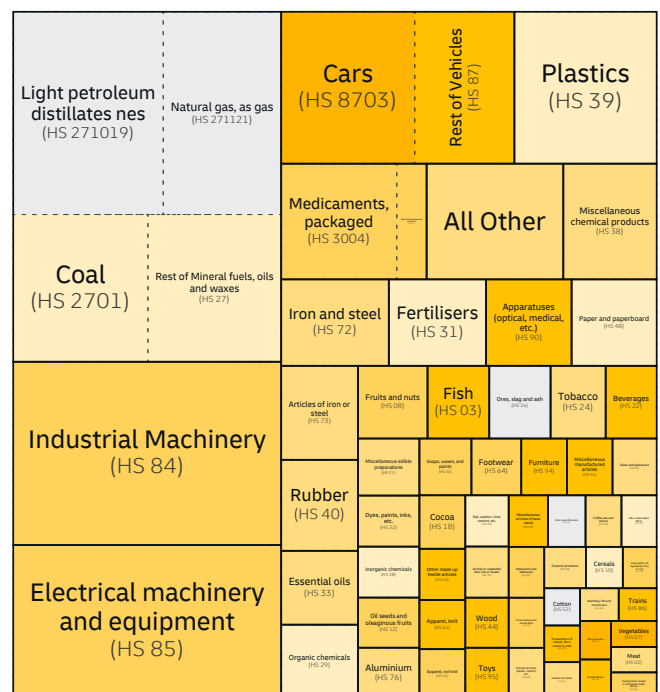 Light petroleum
distillates nes
(HS 271019)
Natural gas, as gas
(HS 271121)
Coal
(HS 2701)
Rest of Mineral fuels, oils
and waxes
(HS 27)
Industrial Machinery
(HS 84)
Electrical machinery
and equipment
(HS 85)
Cars
(HS 8703)
Rest of Vehicles
(HS 87)
Plastics
(HS 39)
Medicaments,
packaged
(HS 3004)
All Other
Miscellaneous
chemical products
(HS 38)
Iron and steel
(HS 72)
Fertilisers
(HS 31)
Apparatuses
(optical, medical,
etc.)
(HS 90)
Paper and paperboard
(HS 48)
Articles of iron or
steel
(HS 73)
Fruits and nuts
(HS 08)
Fish
(HS 03)
Ores, slag and ash
(HS 26)
Tobacco
(HS 24)
Beverages
(HS 22)
Rubber
(HS 40)
Miscellaneous edible
preparations
(HS 21)
Soaps, waxes, and
paints
(HS 34)
Footwear
(HS 64)
Furniture
(HS 94)
Miscellaneous
manufactured
articles
Glass and glassware
Dyes, paints, inks,
etc.
(HS 32)
Cocoa
(HS 18)
Salt, sulphur, lime,
cement, etc.
Miscellaneous
articles of base
metal
Essential oils
(HS 33)
Inorganic chemicals
(HS 28)
Other made up
textile articles
(HS 63)
Ceramic products
Cereals
(HS 10)
Organic chemicals
(HS 29)
Oil seeds and
oleaginous fruits
(HS 12)
Apparel, knit
(HS 61)
Wood
(HS 44)
Cotton
(HS 52)
Trains
(HS 86)
Vegetables
(HS 07)
Aluminium
(HS 76)
Apparel, not knit
(HS 62)
Toys
(HS 95)
Meat
(HS 02)